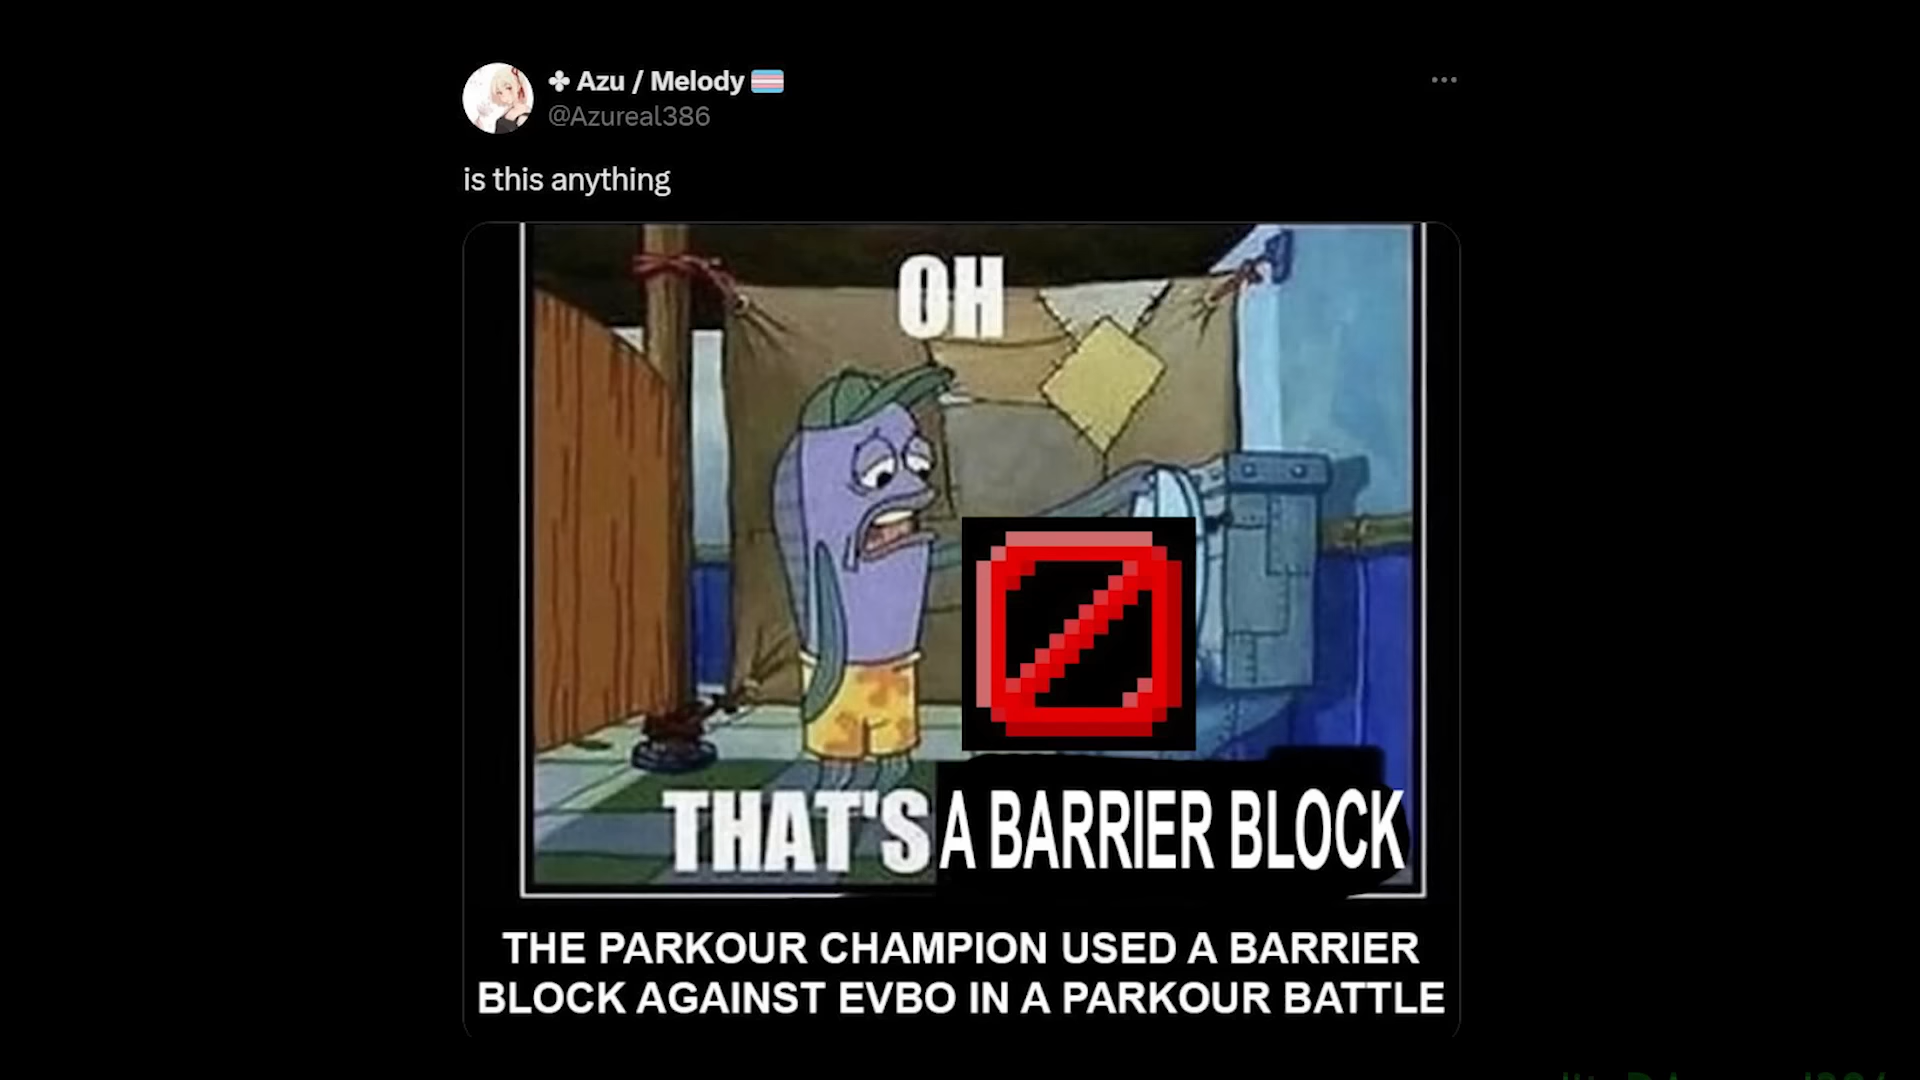 ✤ Azu / Melody 🏳️‍⚧️
@Azureal386
is this anything
OH
THAT'S A BARRIER BLOCK
THE PARKOUR CHAMPION USED A BARRIER
BLOCK AGAINST EVBO IN A PARKOUR BATTLE